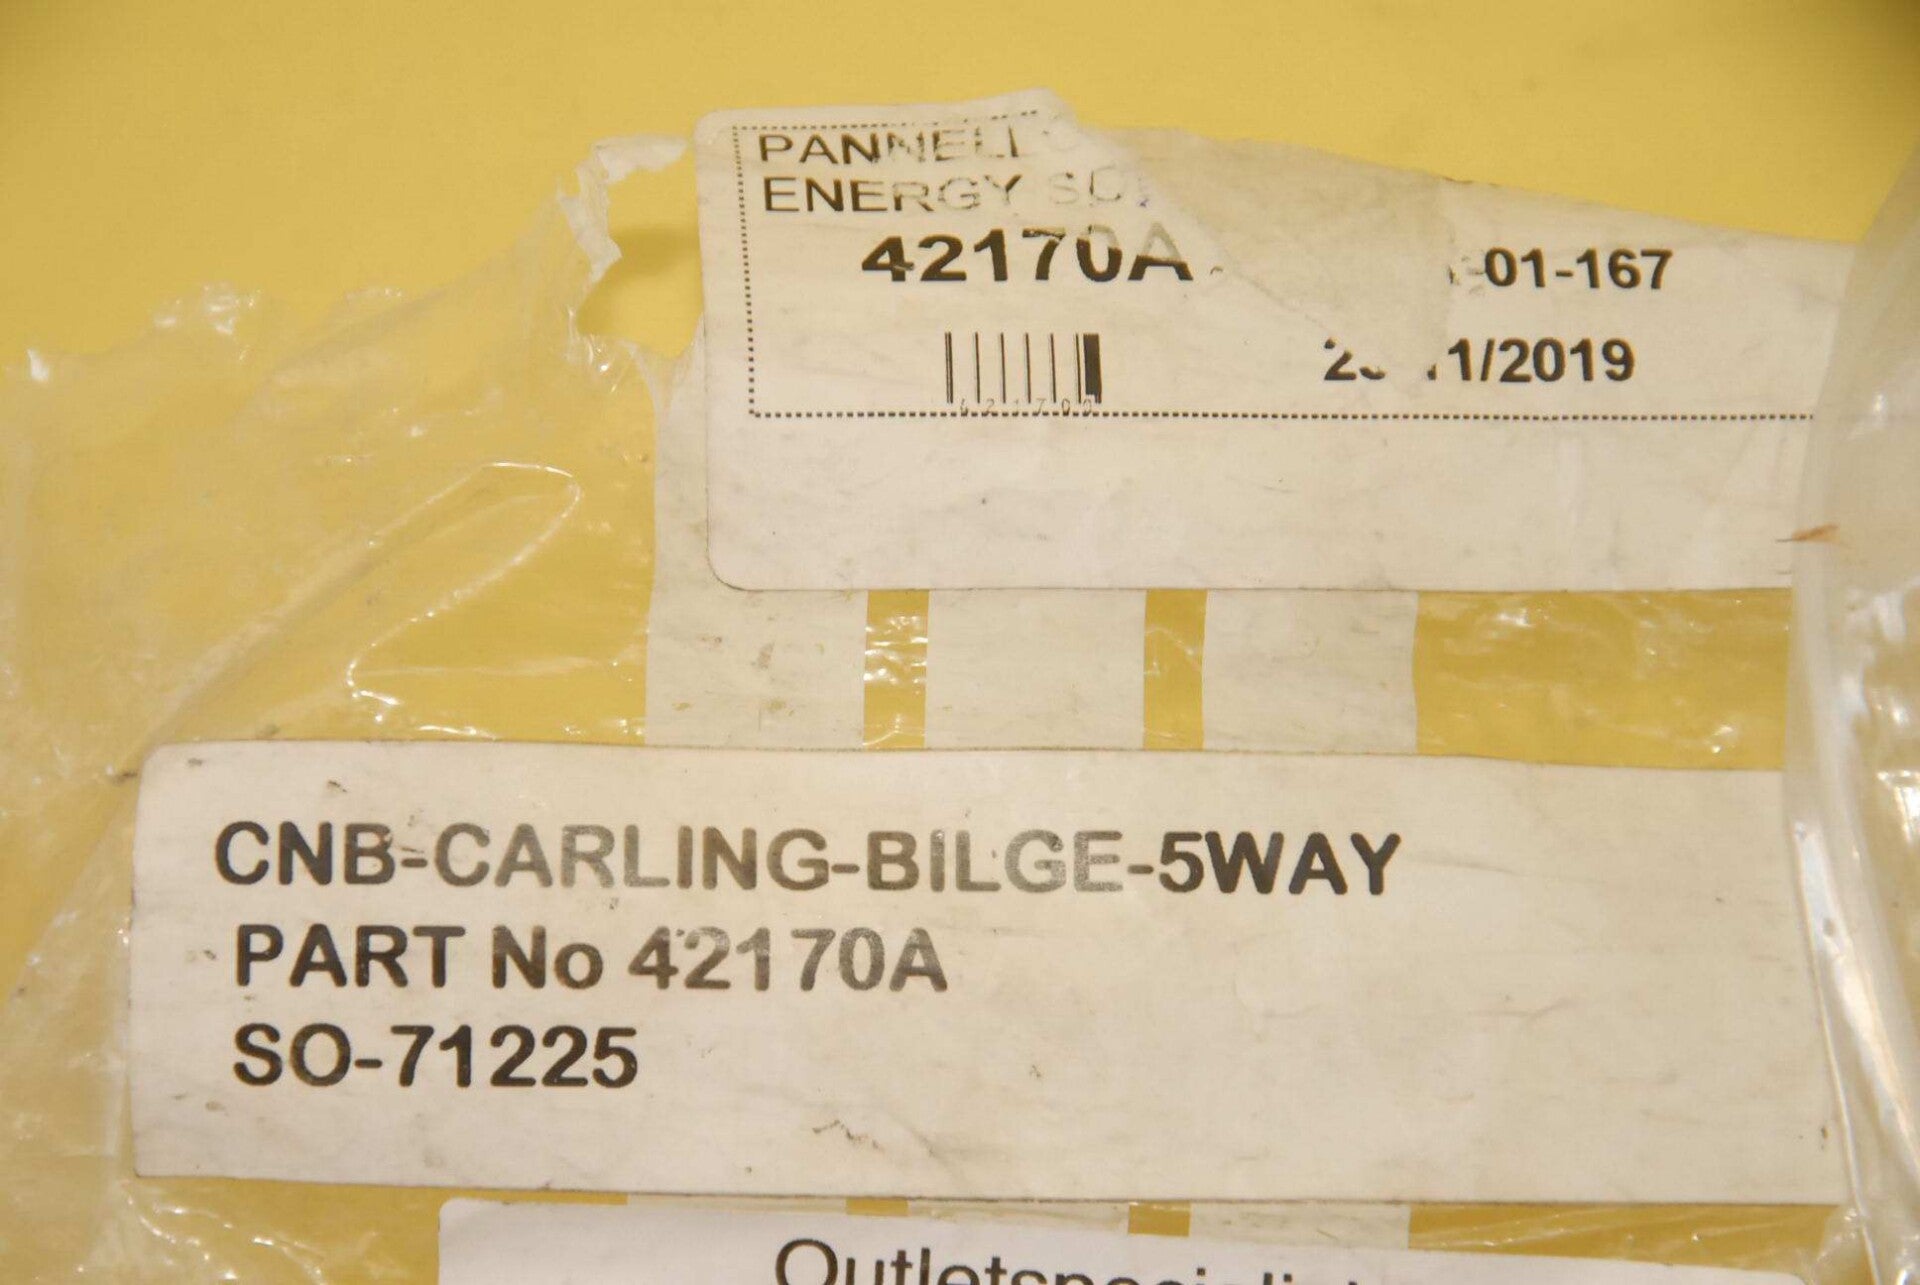 PANNELL
ENERGY
42170A
-01-167
/2019
CNB-CARLING-BILGE-5WAY
PART No 42170A
SO-71225